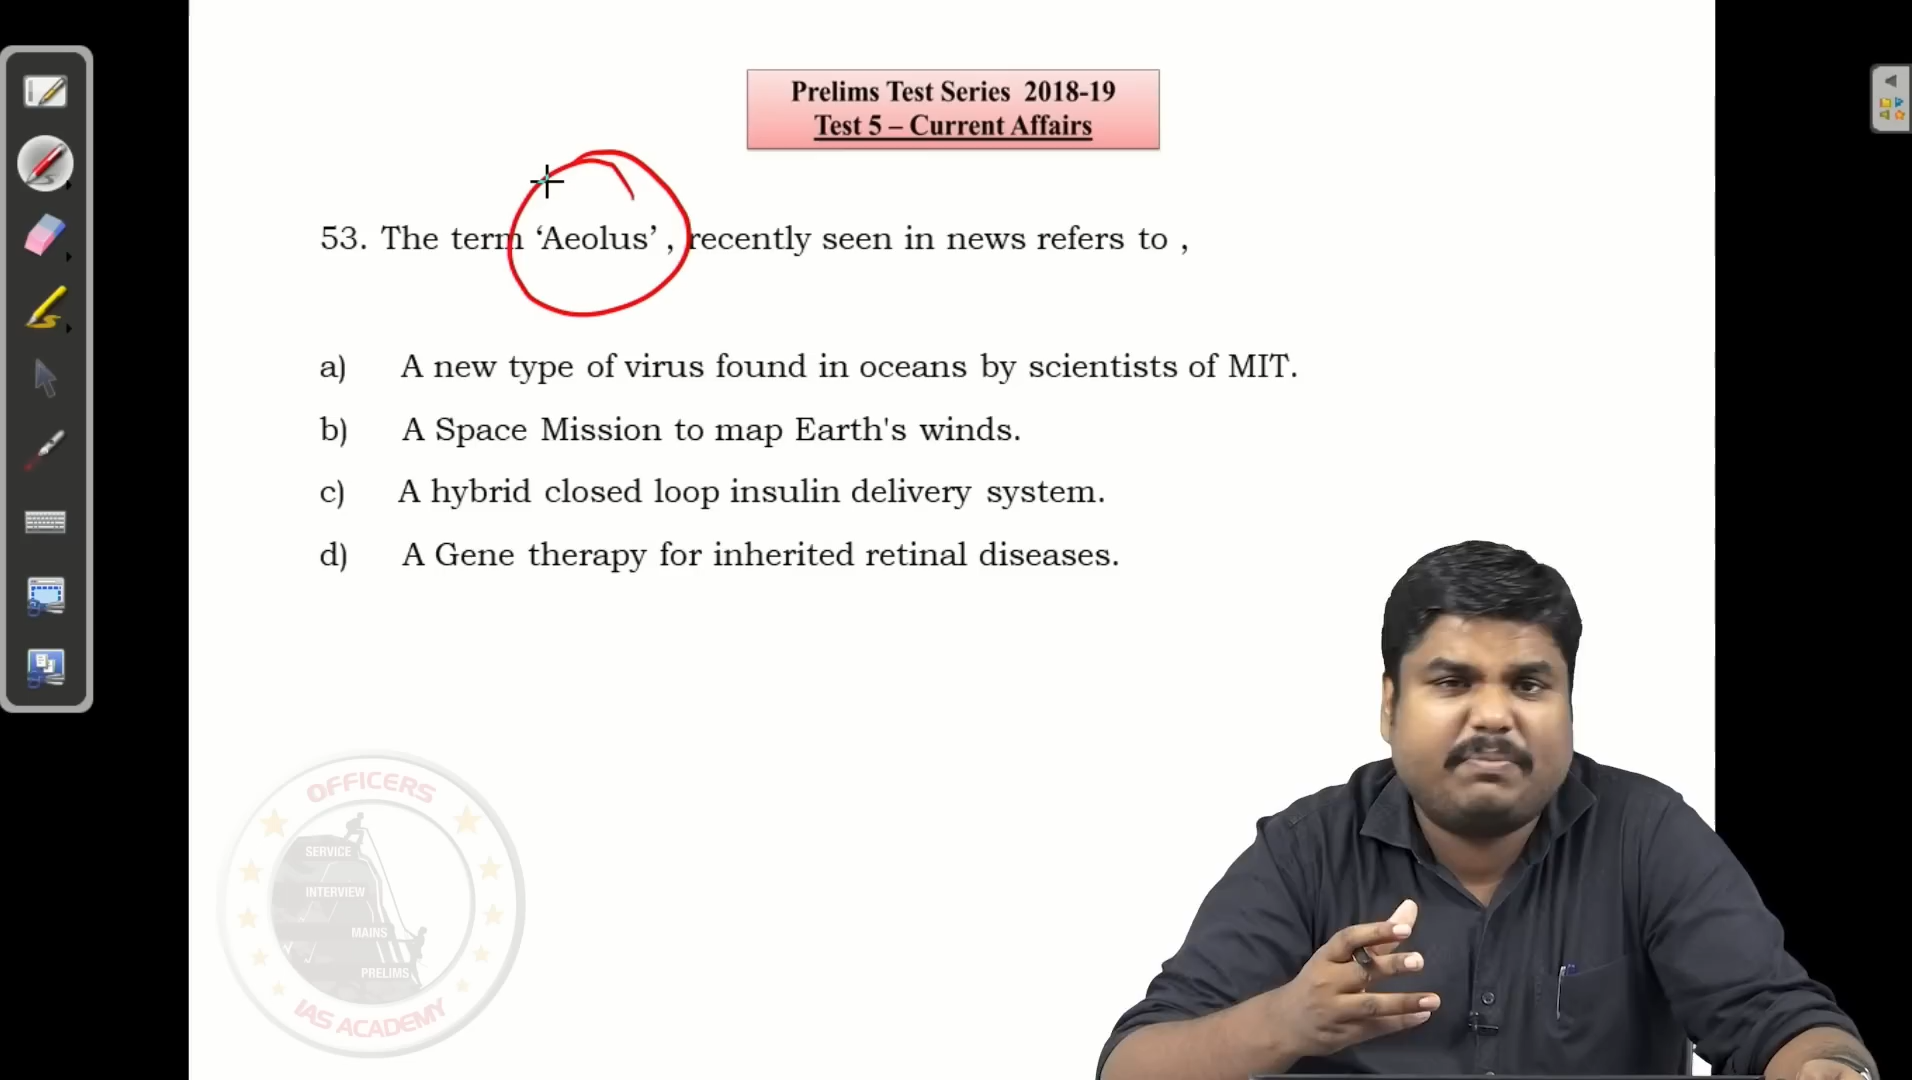 Prelims Test Series 2018-19
Test 5 – Current Affairs
53. The term ‘Aeolus’ , recently seen in news refers to ,
a) A new type of virus found in oceans by scientists of MIT.
b) A Space Mission to map Earth's winds.
c) A hybrid closed loop insulin delivery system.
d) A Gene therapy for inherited retinal diseases.
OFFICERS
SERVICE
INTERVIEW
MAINS
PRELIMS
IAS ACADEMY